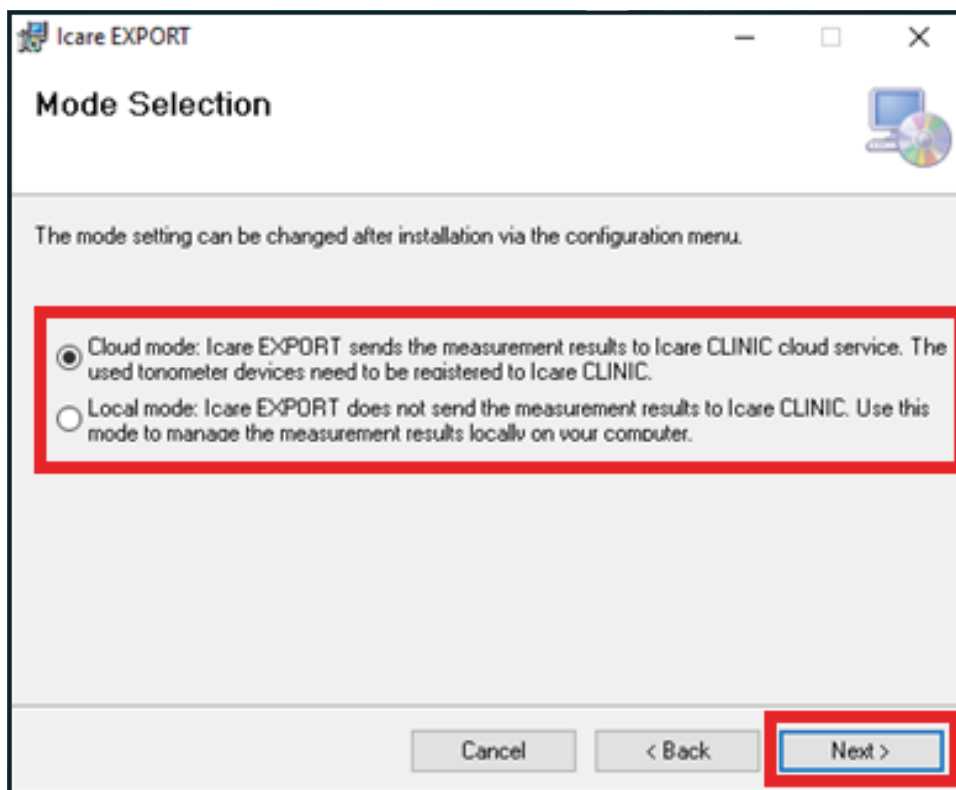 Icare EXPORT
Mode Selection
The mode setting can be changed after installation via the configuration menu.
Cloud mode: Icare EXPORT sends the measurement results to Icare CLINIC cloud service. The
used tonometer devices need to be registered to Icare CLINIC.
Local mode: Icare EXPORT does not send the measurement results to Icare CLINIC. Use this
mode to manage the measurement results locally on your computer.
Cancel
< Back
Next >